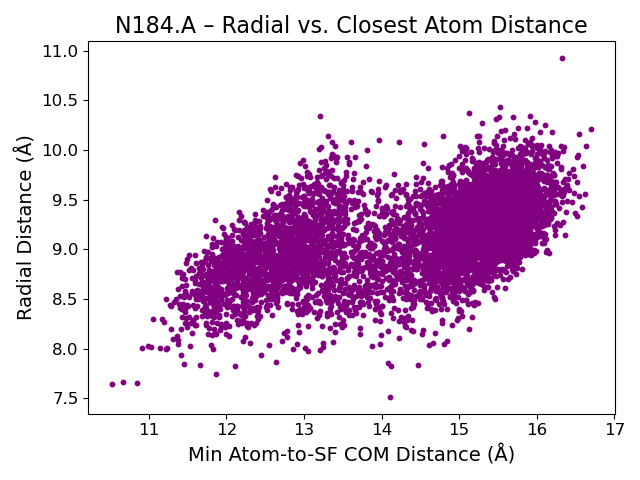 N184.A – Radial vs. Closest Atom Distance
11.0
10.5
10.0
9.5
9.0
8.5
8.0
7.5
Radial Distance (Å)
11 12 13 14 15 16 17
Min Atom-to-SF COM Distance (Å)